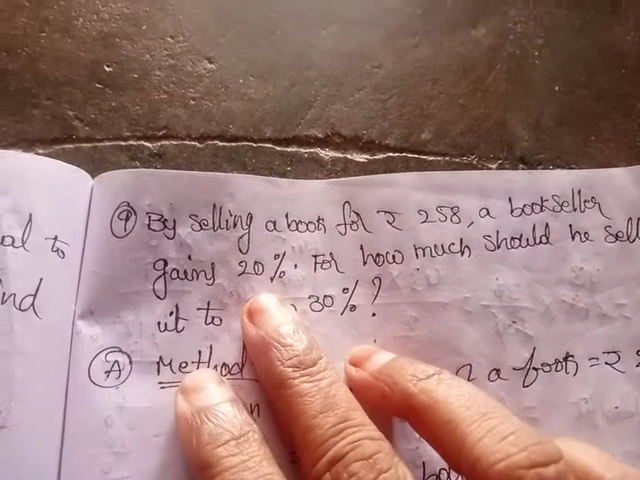 al to
ind
9 By selling a book for ₹ 258, a bookseller
gains 20%. For how much should he sell
it to 30%?
A Method
a book = ₹